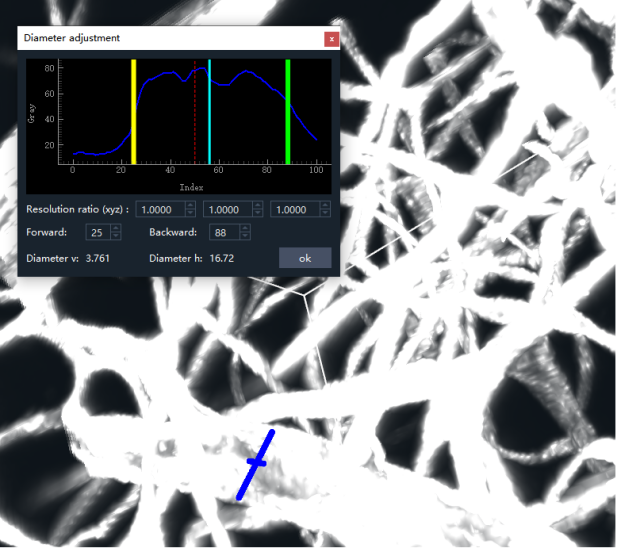 Diameter adjustment
x
80
60
40
20
Gray
0 20 40 60 80 100
Index
Resolution ratio (xyz) : 1.0000 1.0000 1.0000
Forward: 25 Backward: 88
Diameter v: 3.761 Diameter h: 16.72 ok